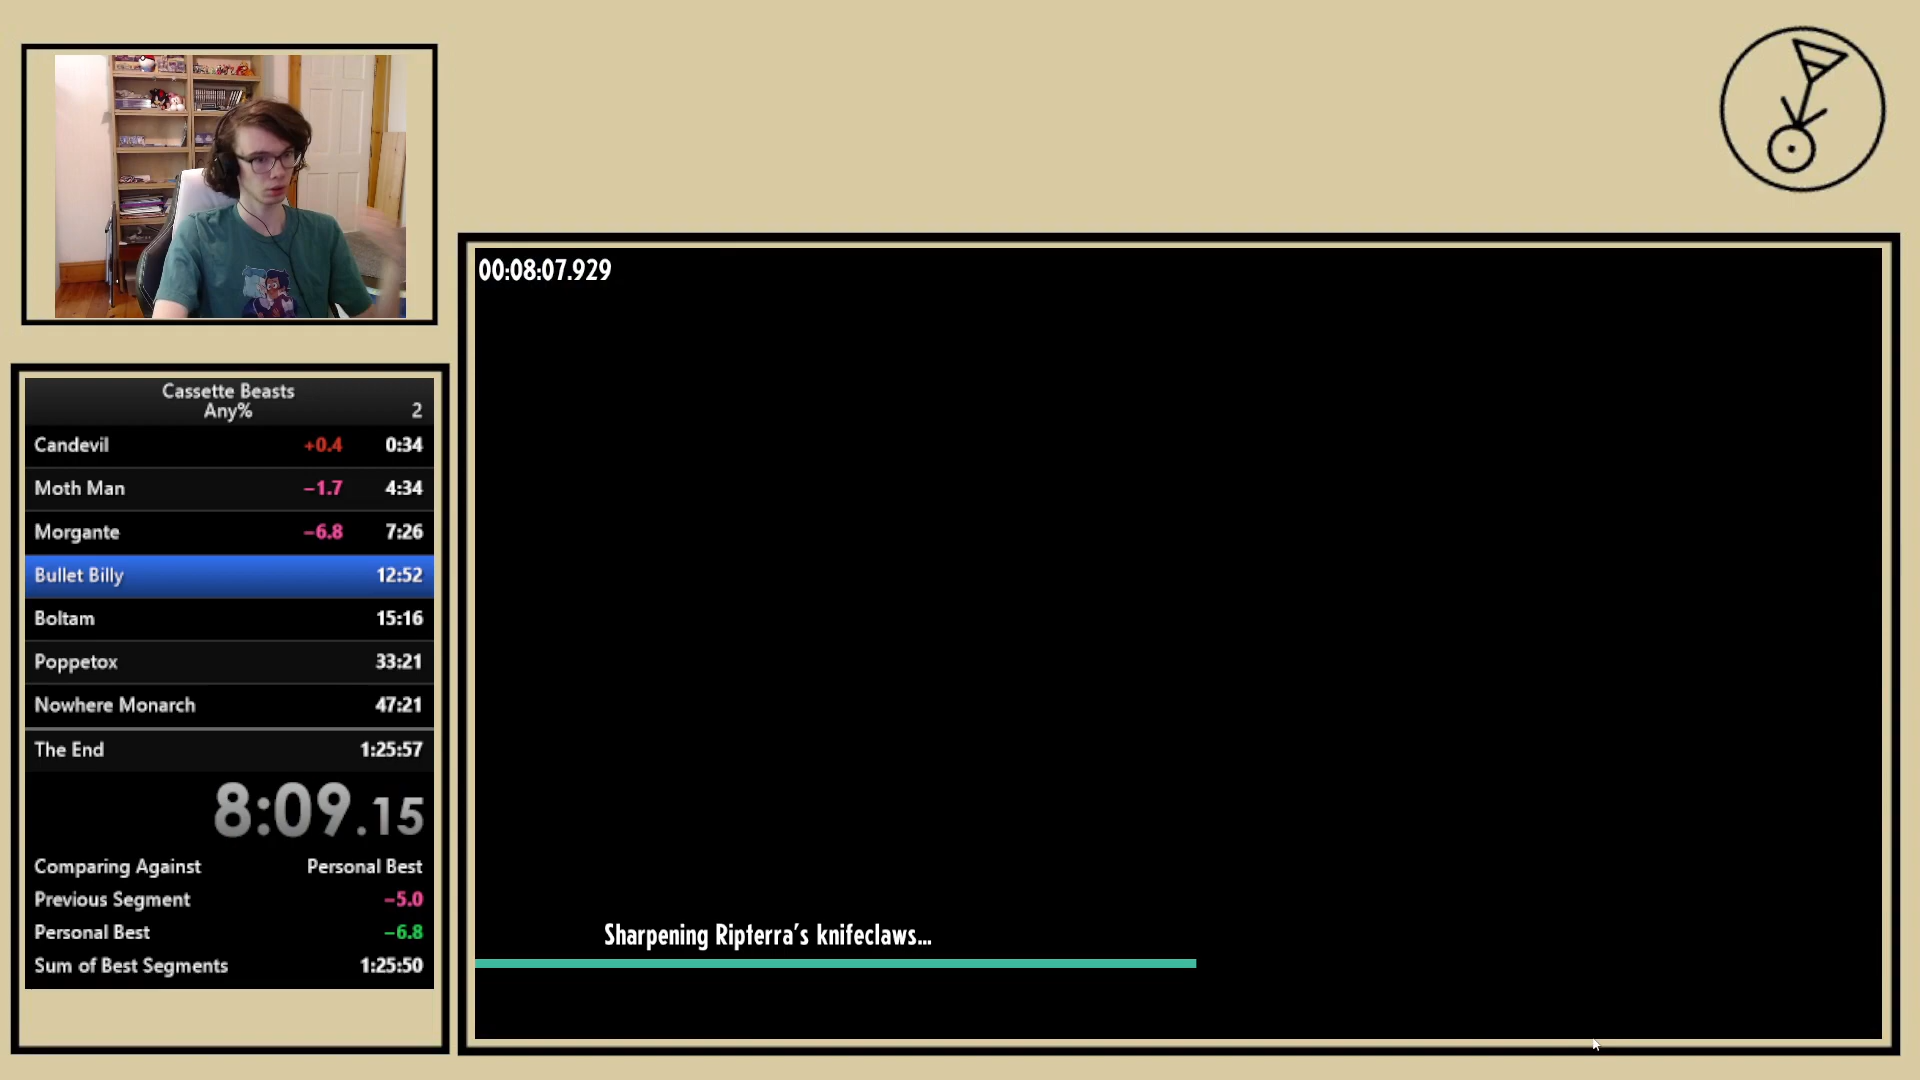 00:08:07.929
Cassette Beasts
Any% 2
Candevil +0.4 0:34
Moth Man −1.7 4:34
Morgante −6.8 7:26
Bullet Billy 12:52
Boltam 15:16
Poppetox 33:21
Nowhere Monarch 47:21
The End 1:25:57
8:09.15
Comparing Against Personal Best
Previous Segment −5.0
Personal Best −6.8
Sum of Best Segments 1:25:50
Sharpening Ripterra's knifeclaws...